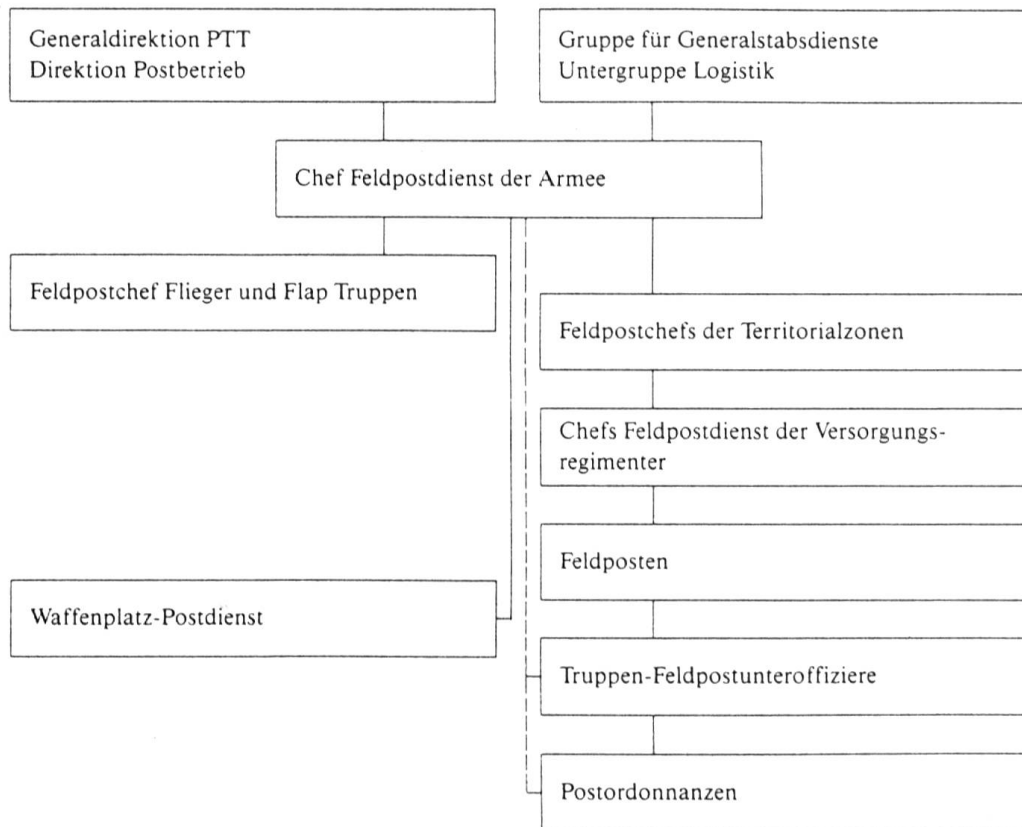 Generaldirektion PTT
Direktion Postbetrieb
Gruppe für Generalstabsdienste
Untergruppe Logistik
Chef Feldpostdienst der Armee
Feldpostchef Flieger und Flap Truppen
Feldpostchefs der Territorialzonen
Chefs Feldpostdienst der Versorgungs-
regimenter
Feldposten
Waffenplatz-Postdienst
Truppen-Feldpostunteroffiziere
Postordonnanzen